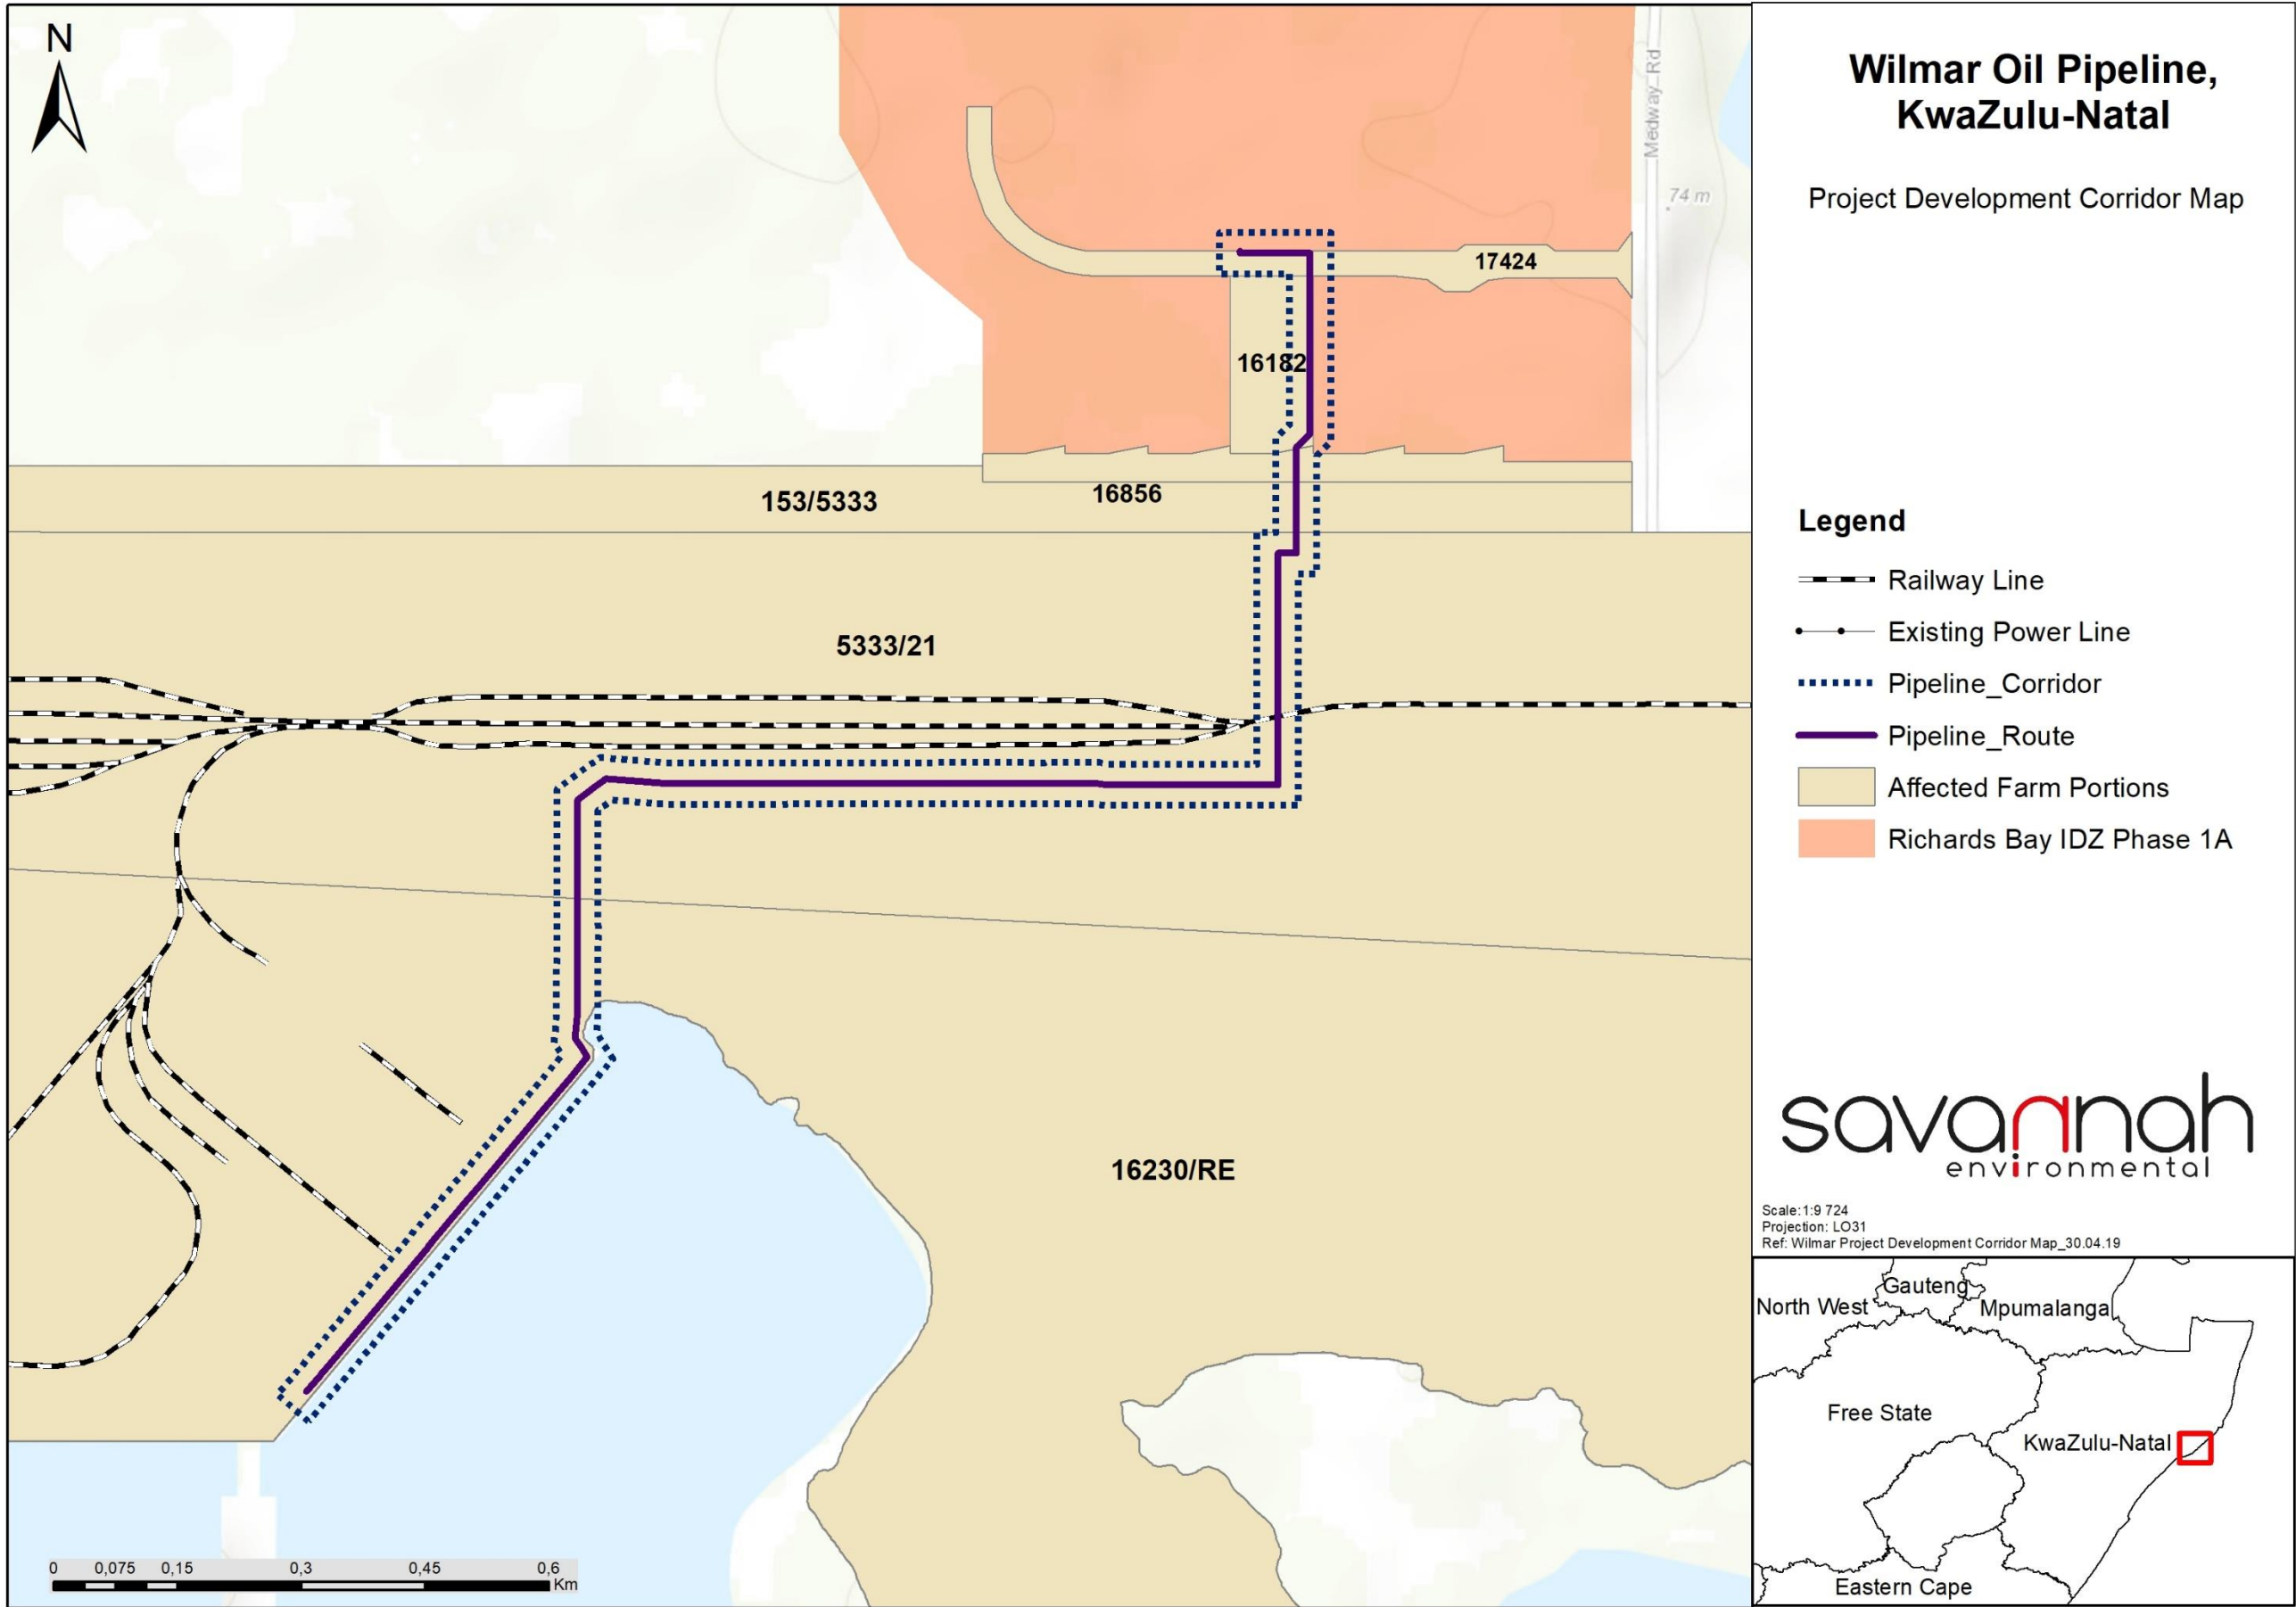 N
Medway_Rd
74 m
17424
16182
16856
153/5333
5333/21
16230/RE
0 0,075 0,15 0,3 0,45 0,6
Km
Wilmar Oil Pipeline,
KwaZulu-Natal
Project Development Corridor Map
Legend
Railway Line
Existing Power Line
Pipeline_Corridor
Pipeline_Route
Affected Farm Portions
Richards Bay IDZ Phase 1A
savannah
environmental
Scale:1:9 724
Projection: LO31
Ref: Wilmar Project Development Corridor Map_30.04.19
Gauteng
North West
Mpumalanga
Free State
KwaZulu-Natal
Eastern Cape